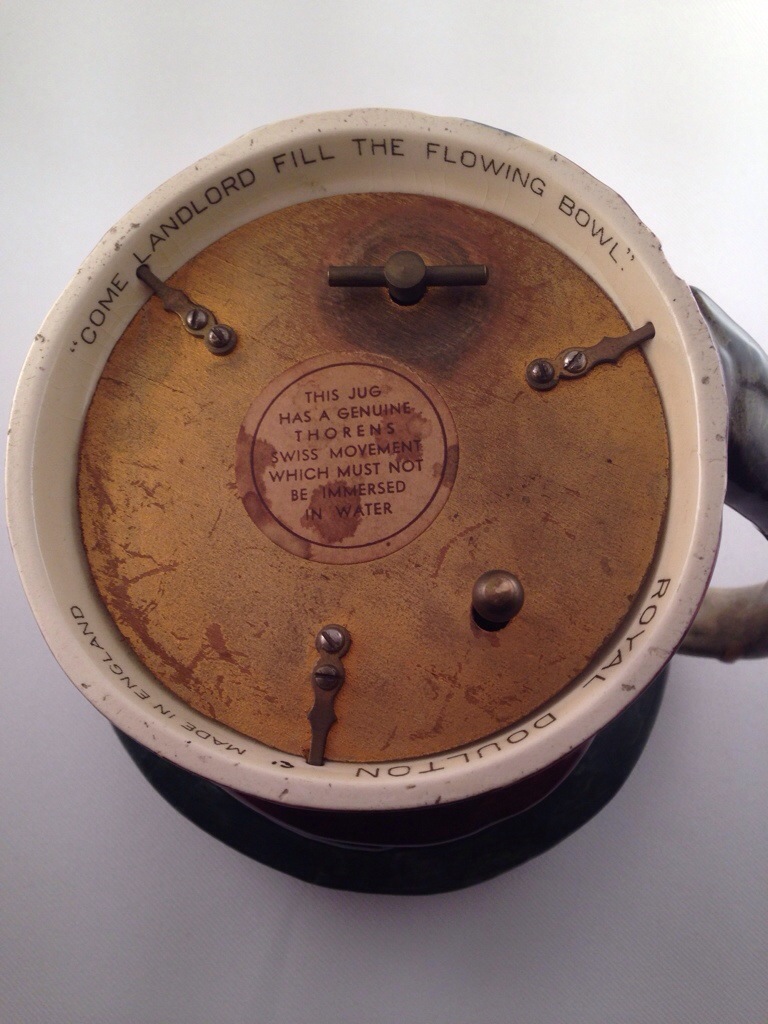 "COME LANDLORD FILL THE FLOWING BOWL".
THIS JUG
HAS A GENUINE
THORENS
SWISS MOVEMENT
WHICH MUST NOT
BE IMMERSED
IN WATER
ROYAL DOULTON
MADE IN ENGLAND